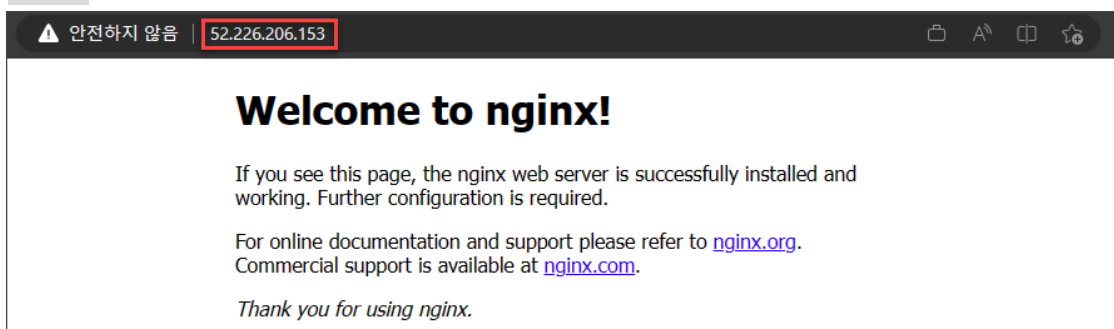 안전하지 않음 52.226.206.153
Welcome to nginx!
If you see this page, the nginx web server is successfully installed and
working. Further configuration is required.
For online documentation and support please refer to nginx.org.
Commercial support is available at nginx.com.
Thank you for using nginx.